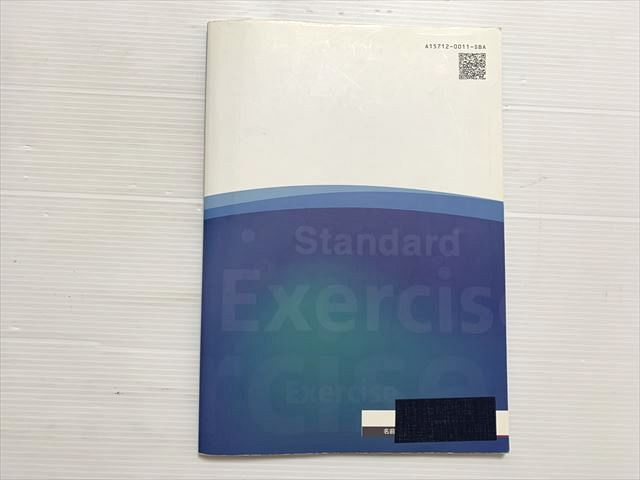 A15712-0011-SBA
Standard
Exercise
Exercise
名前